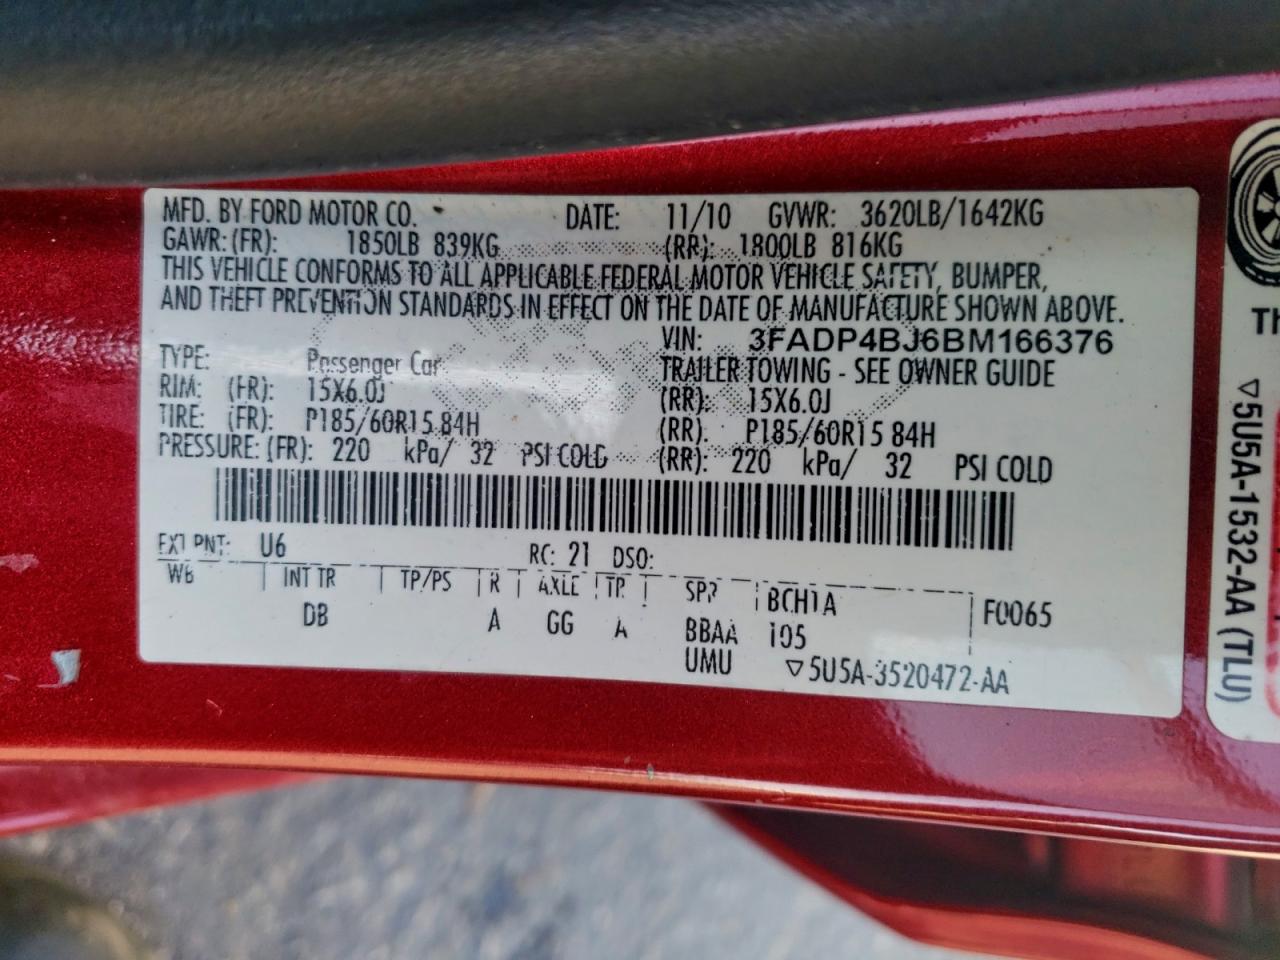 MFD. BY FORD MOTOR CO. DATE: 11/10 GVWR: 3620LB/1642KG
GAWR: (FR): 1850LB 839KG (RR): 1800LB 816KG
THIS VEHICLE CONFORMS TO ALL APPLICABLE FEDERAL MOTOR VEHICLE SAFETY, BUMPER,
AND THEFT PREVENTION STANDARDS IN EFFECT ON THE DATE OF MANUFACTURE SHOWN ABOVE.
VIN: 3FADP4BJ6BM166376
TYPE: Passenger Car TRAILER TOWING - SEE OWNER GUIDE
RIM: (FR): 15X6.0J (RR): 15X6.0J
TIRE: (FR): P185/60R15 84H (RR): P185/60R15 84H
PRESSURE: (FR): 220 kPa/ 32 PSI COLD (RR): 220 kPa/ 32 PSI COLD
EXT PNT: U6 RC: 21 DSO:
WB INT TR TP/PS R AXLE TR SPR BCH1A F0065
DB A GG A BBAA 105
UMU ▽5U5A-3520472-AA
▽5U5A-1532-AA (TLU)